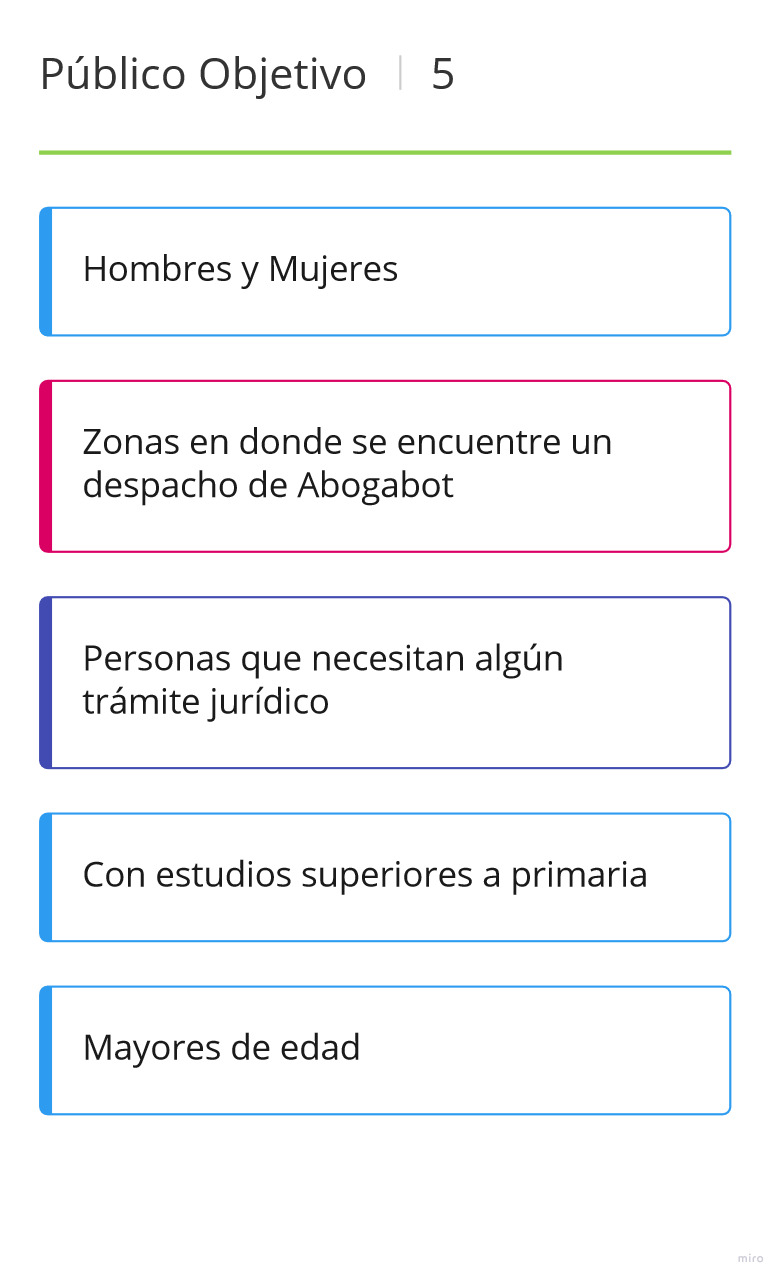 Público Objetivo | 5
Hombres y Mujeres
Zonas en donde se encuentre un
despacho de Abogabot
Personas que necesitan algún
trámite jurídico
Con estudios superiores a primaria
Mayores de edad
miro